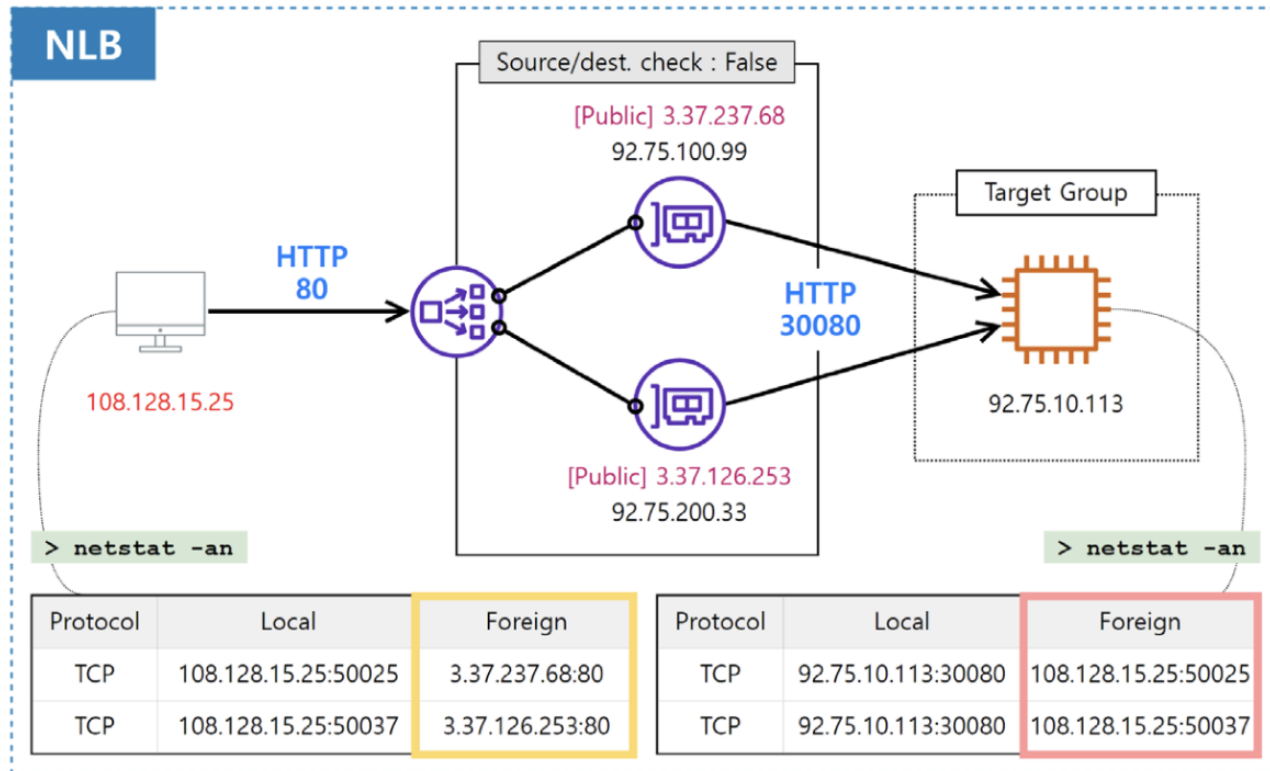 NLB
Source/dest. check : False
[Public] 3.37.237.68
92.75.100.99
Target Group
HTTP
80
HTTP
30080
108.128.15.25
92.75.10.113
[Public] 3.37.126.253
92.75.200.33
> netstat -an
> netstat -an
Protocol Local Foreign
TCP 108.128.15.25:50025 3.37.237.68:80
TCP 108.128.15.25:50037 3.37.126.253:80
Protocol Local Foreign
TCP 92.75.10.113:30080 108.128.15.25:50025
TCP 92.75.10.113:30080 108.128.15.25:50037